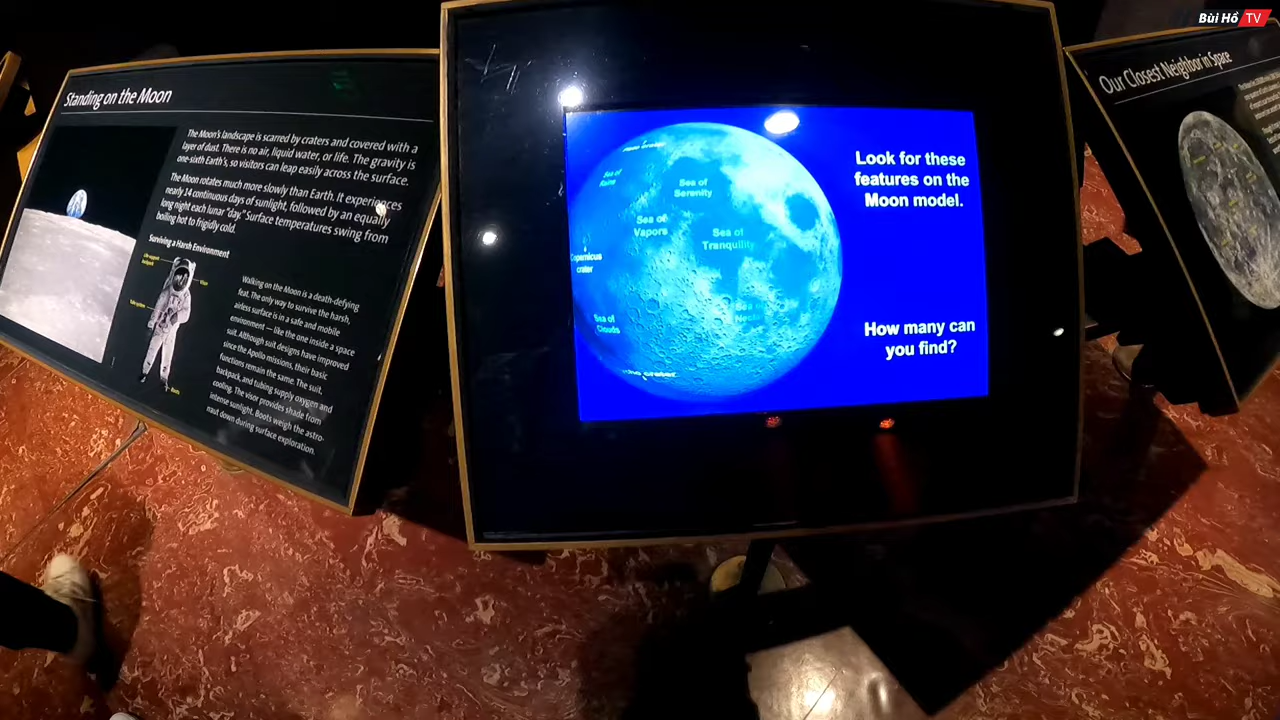 Bùi Hồ TV
Standing on the Moon
The Moon's landscape is scarred by craters and covered with a
layer of dust. There is no air, liquid water, or life. The gravity is
one-sixth Earth's, so visitors can leap easily across the surface.
The Moon rotates much more slowly than Earth. It experiences
nearly 14 continuous days of sunlight, followed by an equally
long night each lunar "day." Surface temperatures swing from
boiling hot to frigidly cold.
Surviving a Harsh Environment
Life support
backpack
Visor
Boots
Walking on the Moon is a death-defying
feat. The only way to survive the harsh,
airless surface is in a safe and mobile
environment — like the one inside a space
suit. Although suit designs have improved
since the Apollo missions, their basic
functions remain the same. The suit,
backpack, and tubing supply oxygen and
cooling. The visor provides shade from
intense sunlight. Boots weigh the astro-
naut down during surface exploration.
Sea of
Rains
Sea of
Serenity
Sea of
Vapors
Sea of
Tranquility
Copernicus
crater
Sea of
Clouds
Sea of
crater
Look for these
features on the
Moon model.
How many can
you find?
Our Closest Neighbor in Space